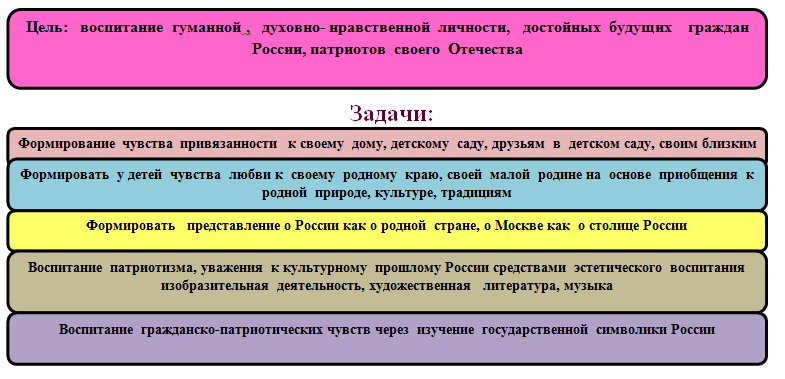 Цель: воспитание гуманной , духовно- нравственной личности, достойных будущих граждан
России, патриотов своего Отечества
Задачи:
Формирование чувства привязанности к своему дому, детскому саду, друзьям в детском саду, своим близким
Формировать у детей чувства любви к своему родному краю, своей малой родине на основе приобщения к
родной природе, культуре, традициям
Формировать представление о России как о родной стране, о Москве как о столице России
Воспитание патриотизма, уважения к культурному прошлому России средствами эстетического воспитания
изобразительная деятельность, художественная литература, музыка
Воспитание гражданско-патриотических чувств через изучение государственной символики России